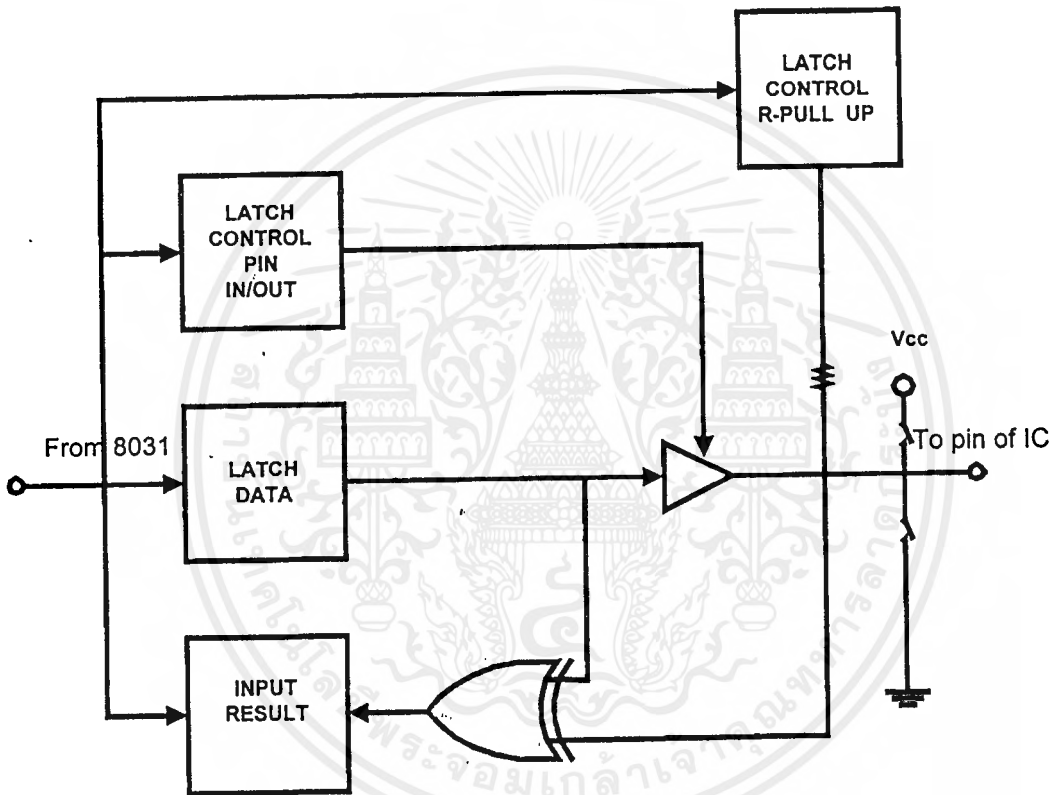 LATCH
CONTROL
R-PULL UP
LATCH
CONTROL
PIN
IN/OUT
Vcc
From 8031
LATCH
DATA
To pin of IC
INPUT
RESULT